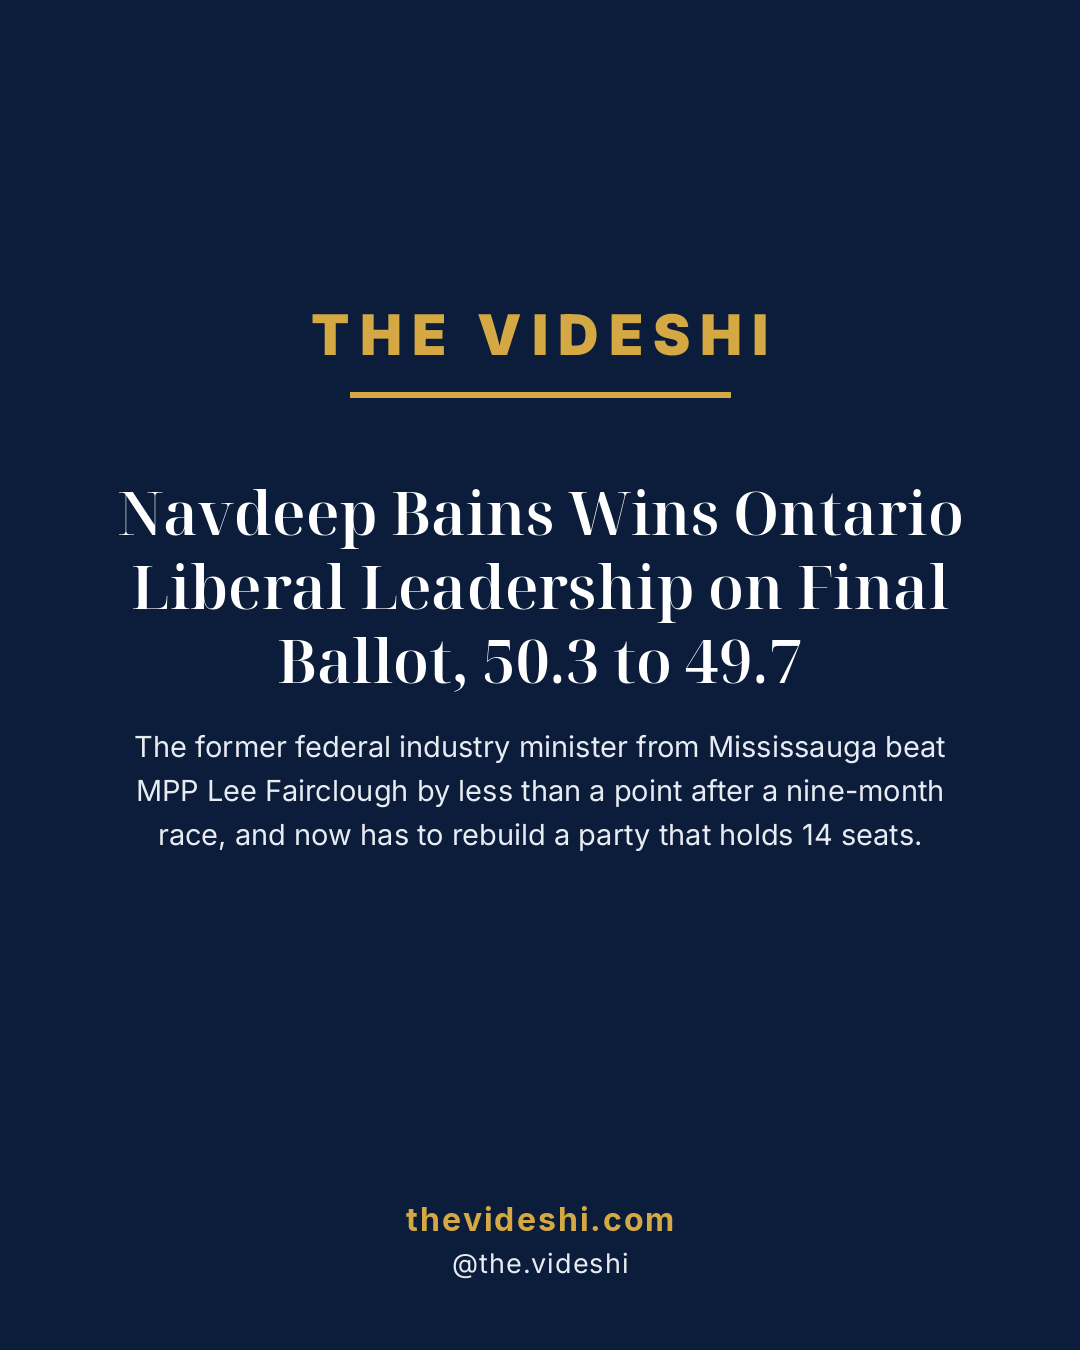 THE VIDESHI
Navdeep Bains Wins Ontario
Liberal Leadership on Final
Ballot, 50.3 to 49.7
The former federal industry minister from Mississauga beat
MPP Lee Fairclough by less than a point after a nine-month
race, and now has to rebuild a party that holds 14 seats.
thevideshi.com
@the.videshi